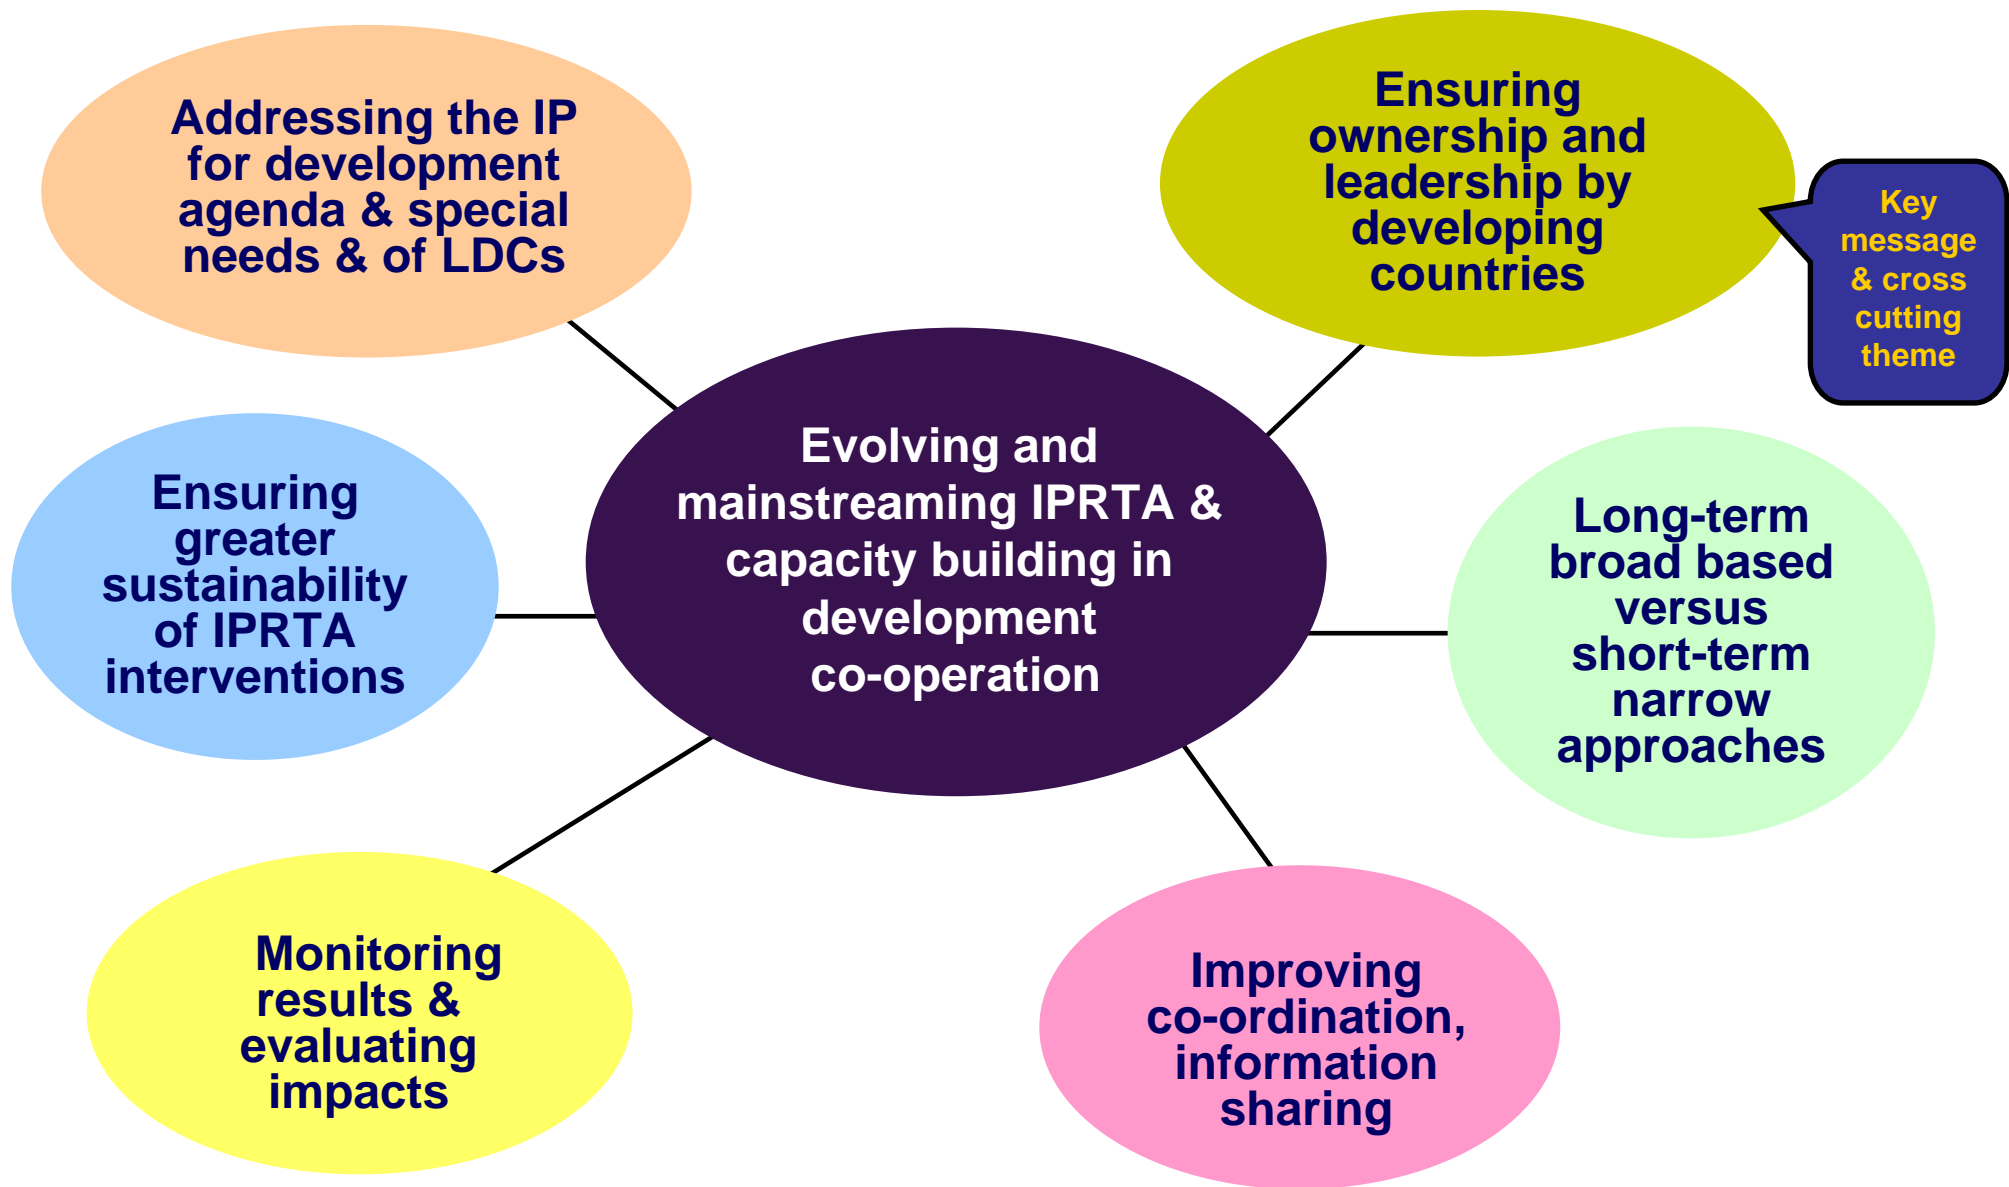 Addressing the IP
for development
agenda & special
needs & of LDCs
Ensuring
ownership and
leadership by
developing
countries
Key
message
& cross
cutting
theme
Evolving and
mainstreaming IPRTA &
capacity building in
development
co-operation
Ensuring
greater
sustainability
of IPRTA
interventions
Long-term
broad based
versus
short-term
narrow
approaches
Monitoring
results &
evaluating
impacts
Improving
co-ordination,
information
sharing